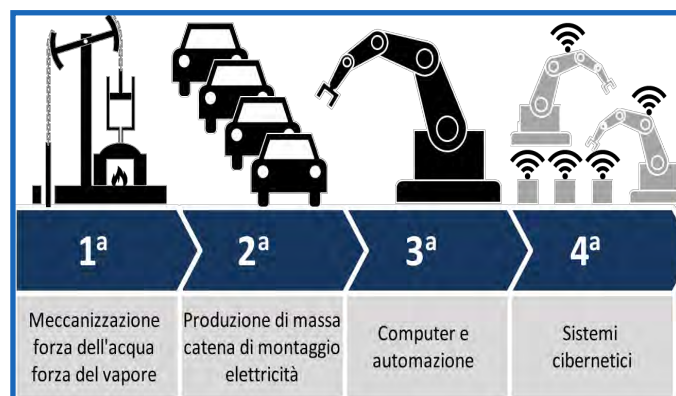 1ª
2ª
3ª
4ª
Meccanizzazione
forza dell'acqua
forza del vapore
Produzione di massa
catena di montaggio
elettricità
Computer e
automazione
Sistemi
cibernetici